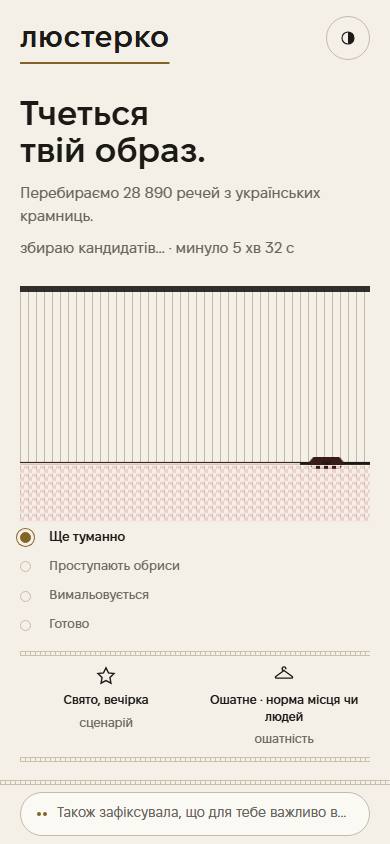 люстерко
Тчеться
твій образ.
Перебираємо 28 890 речей з українських
крамниць.
збираю кандидатів… · минуло 5 хв 32 с
Ще туманно
Проступають обриси
Вимальовується
Готово
Свято, вечірка
сценарій
Ошатне · норма місця чи
людей
ошатність
Також зафіксувала, що для тебе важливо в…